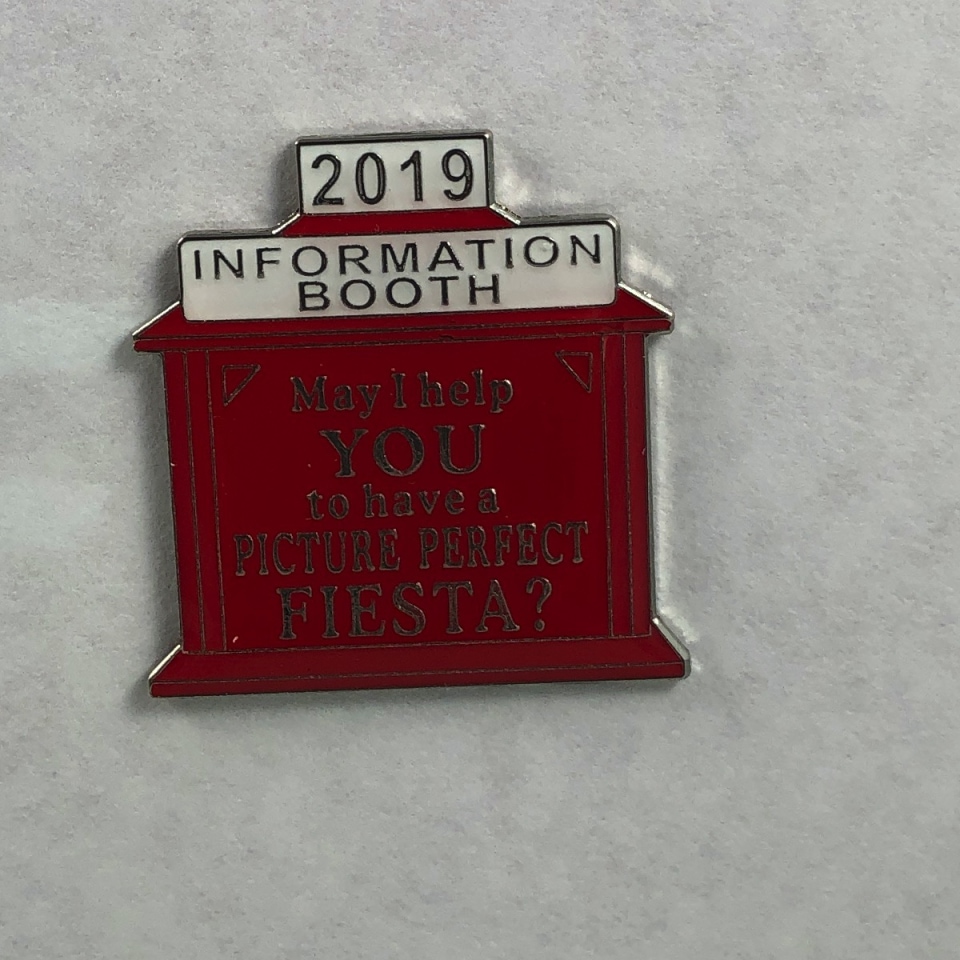 2019
INFORMATION
BOOTH
May I help
YOU
to have a
PICTURE PERFECT
FIESTA?